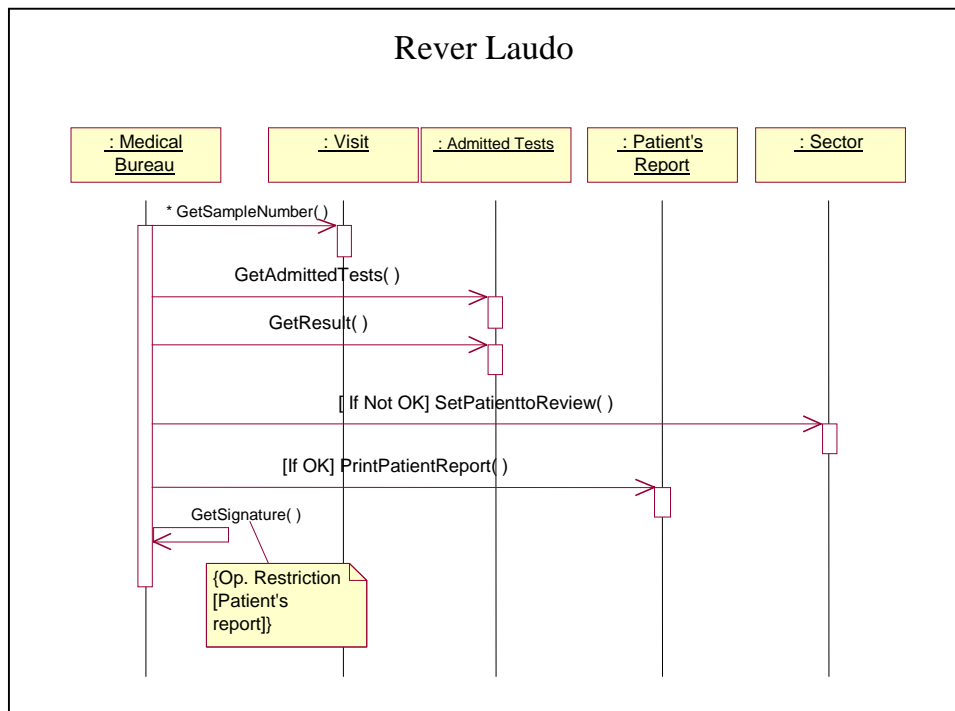 Rever Laudo
: Medical
Bureau
: Visit
: Admitted Tests
: Patient's
Report
: Sector
* GetSampleNumber( )
GetAdmittedTests( )
GetResult( )
[ If Not OK] SetPatienttoReview( )
[If OK] PrintPatientReport( )
GetSignature( )
{Op. Restriction
[Patient's
report]}